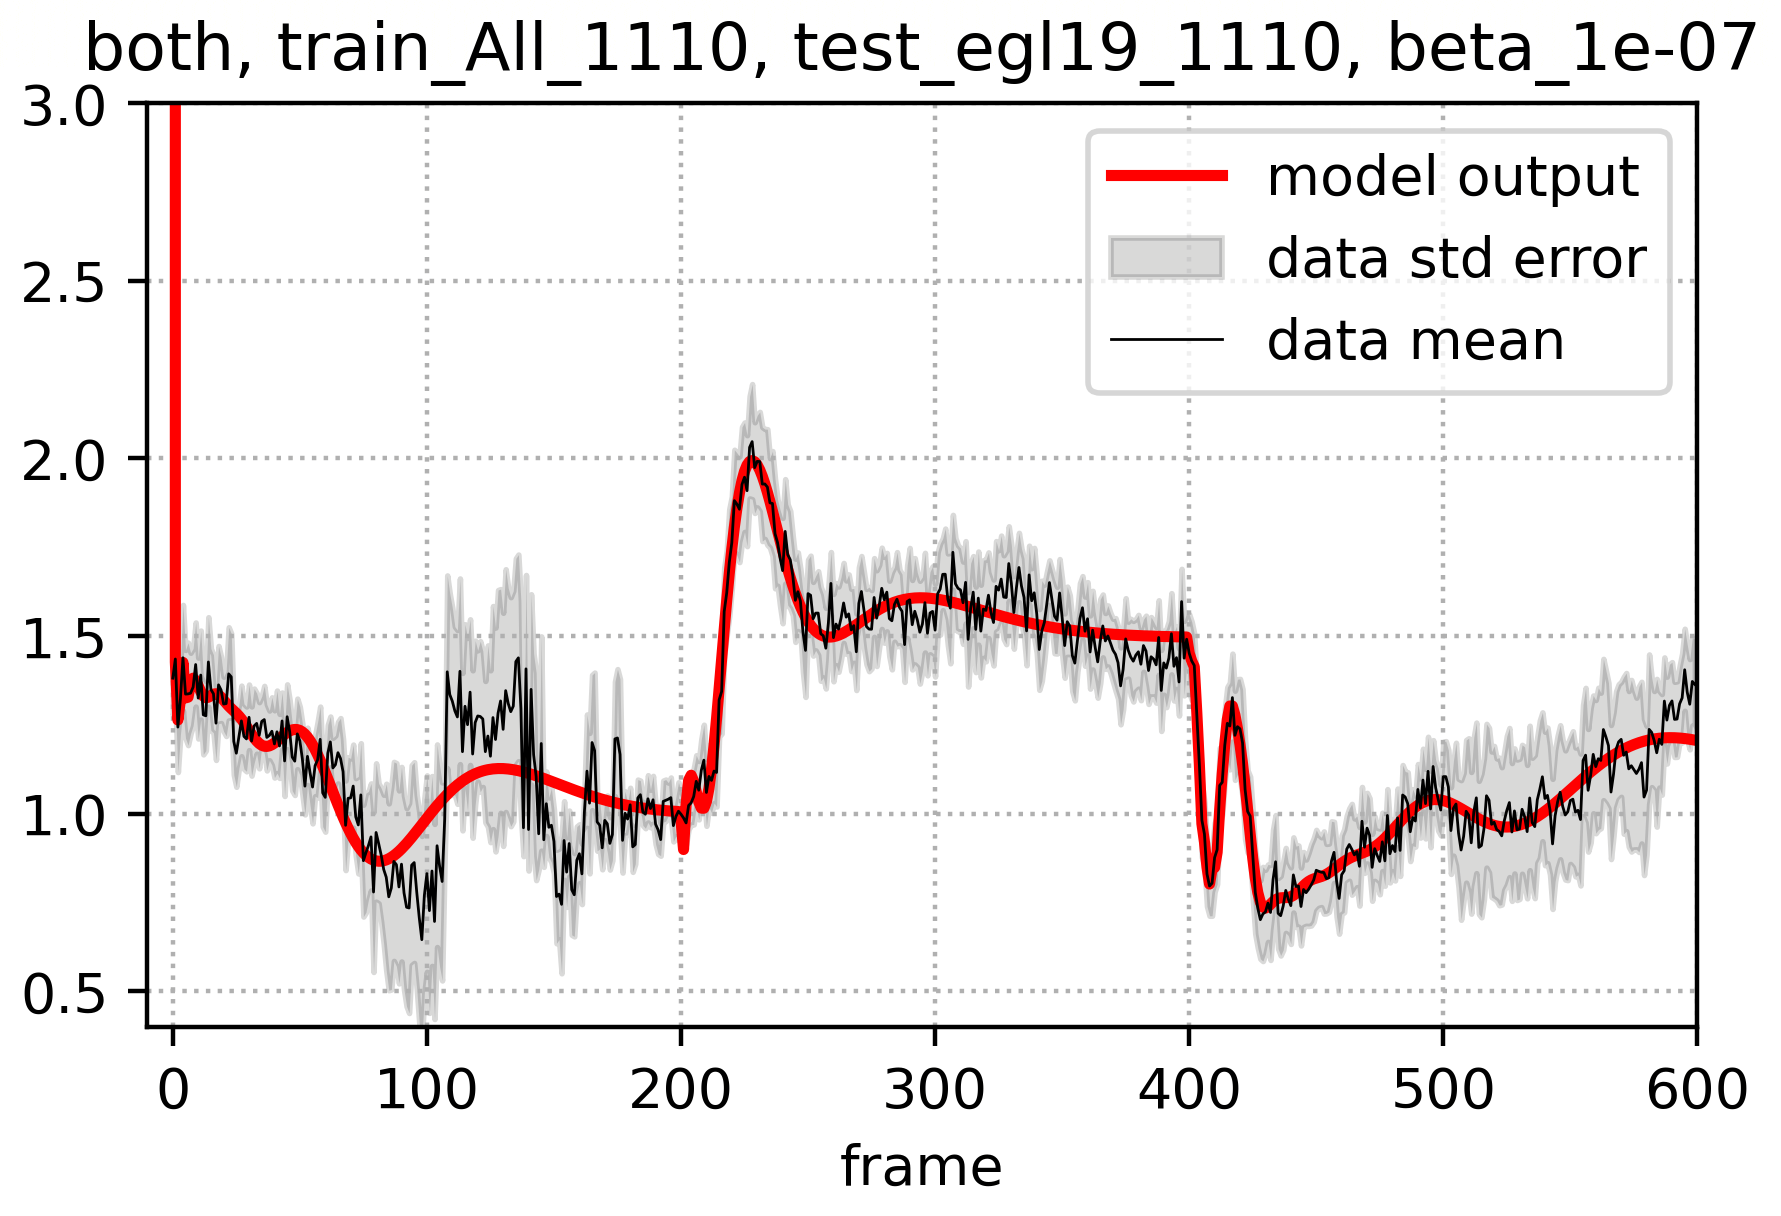 both, train_All_1110, test_egl19_1110, beta_1e-07
3.0
2.5
2.0
1.5
1.0
0.5
model output
data std error
data mean
0 100 200 300 400 500 600
frame